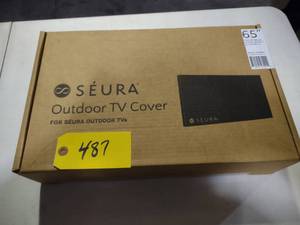 65"
SÉURA
Outdoor TV Cover
FOR SÉURA OUTDOOR TVs
SÉURA
487